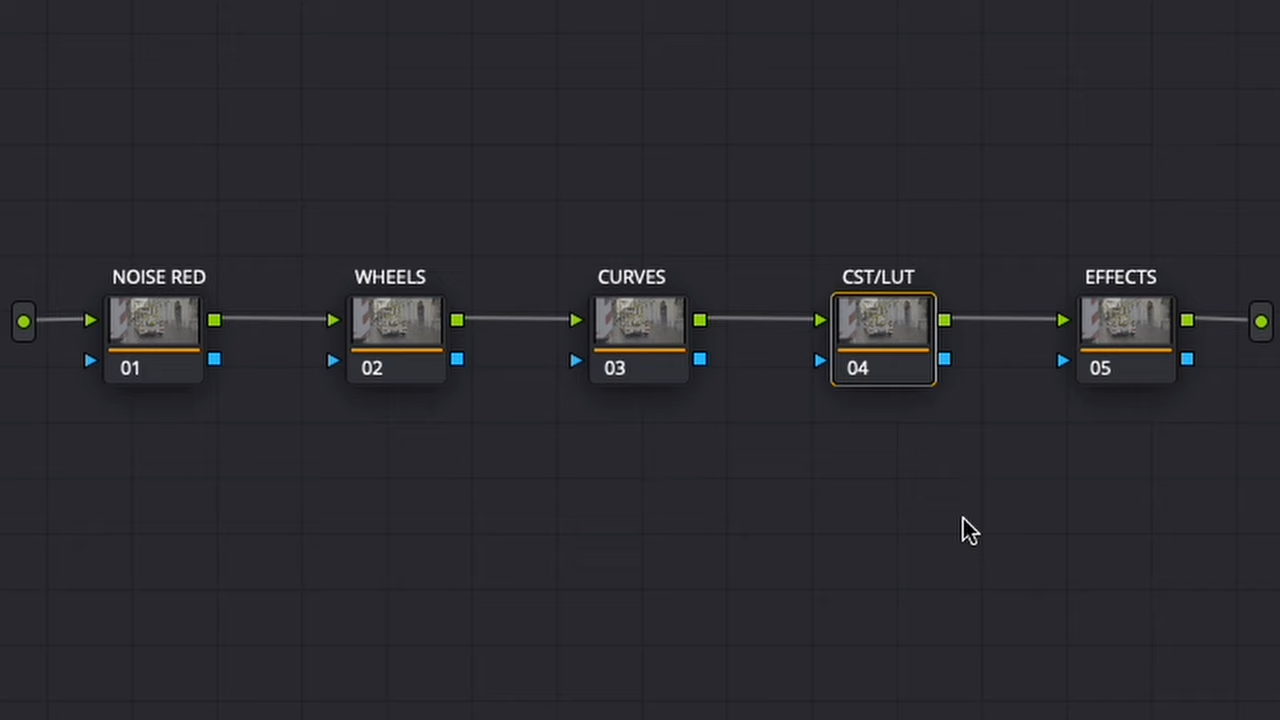 NOISE RED
WHEELS
CURVES
CST/LUT
EFFECTS
01
02
03
04
05